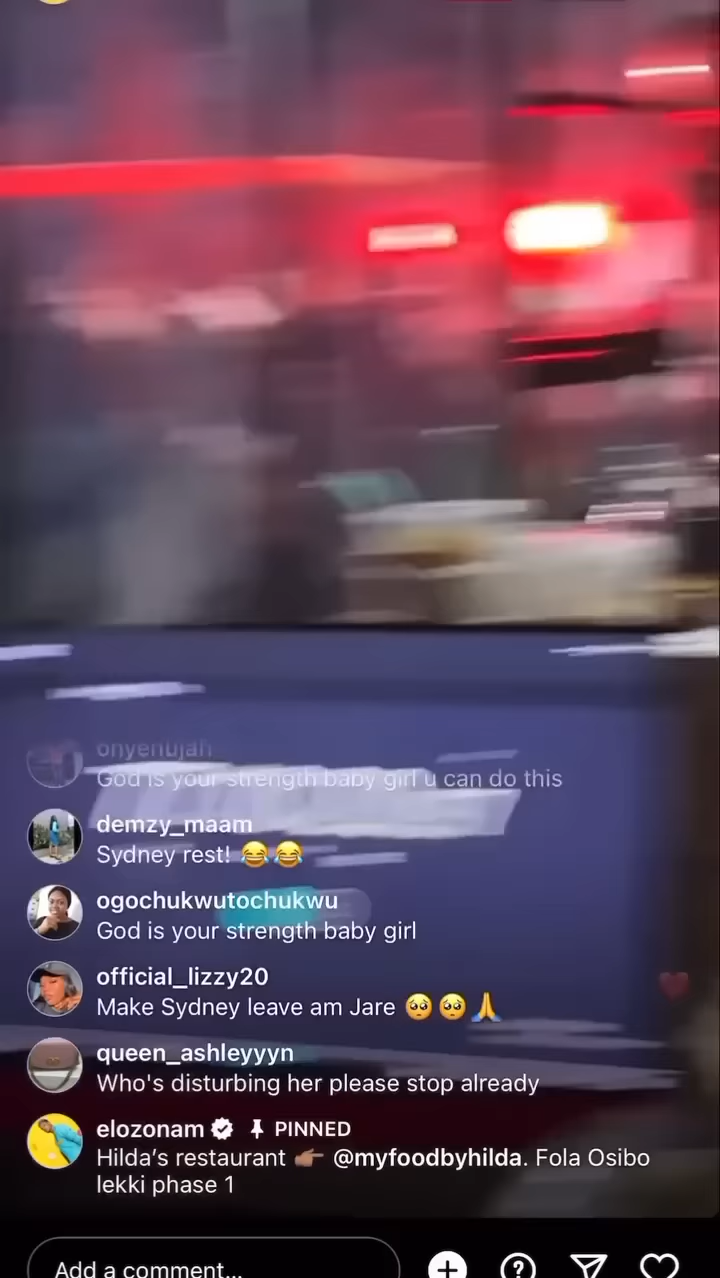 onyenujah
God is your strength baby girl u can do this
demzy_maam
Sydney rest! 😂😂
ogochukwutochukwu
God is your strength baby girl
official_lizzy20
Make Sydney leave am Jare 🥺🥺🙏
queen_ashleyyyn
Who's disturbing her please stop already
elozonam PINNED
Hilda’s restaurant 👉🏽 @myfoodbyhilda. Fola Osibo
lekki phase 1
Add a comment...